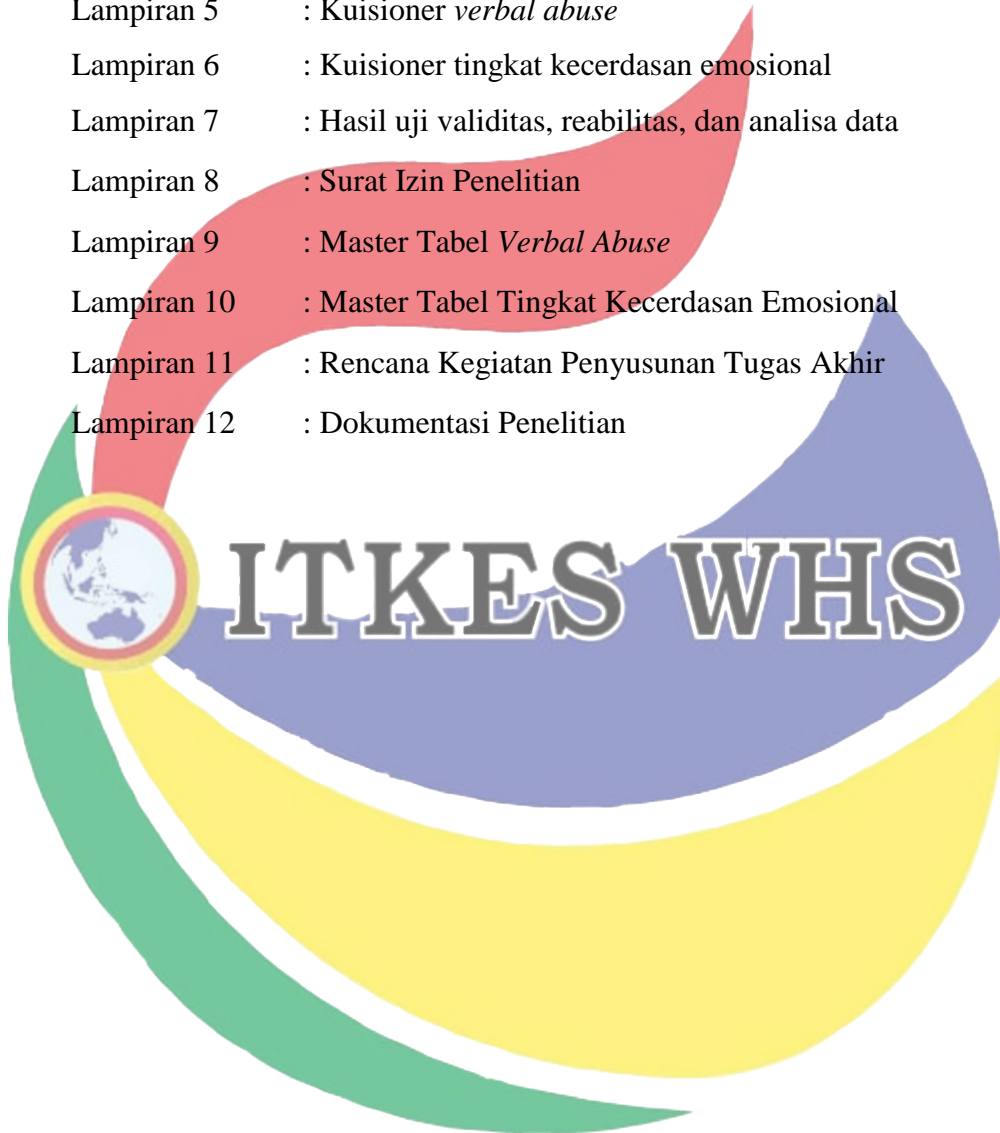 Lampiran 5 : Kuisioner verbal abuse
Lampiran 6 : Kuisioner tingkat kecerdasan emosional
Lampiran 7 : Hasil uji validitas, reabilitas, dan analisa data
Lampiran 8 : Surat Izin Penelitian
Lampiran 9 : Master Tabel Verbal Abuse
Lampiran 10 : Master Tabel Tingkat Kecerdasan Emosional
Lampiran 11 : Rencana Kegiatan Penyusunan Tugas Akhir
Lampiran 12 : Dokumentasi Penelitian
ITKES WHS